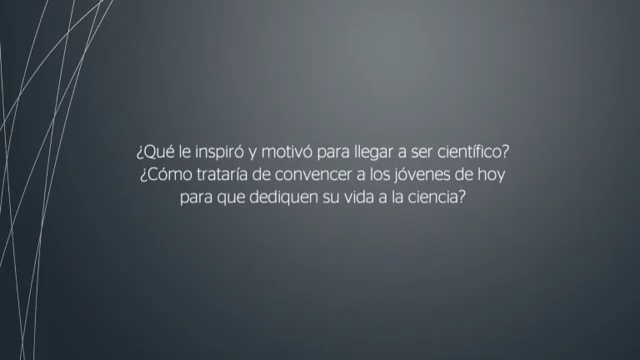 ¿Qué le inspiró y motivó para llegar a ser científico?
¿Cómo trataría de convencer a los jóvenes de hoy
para que dediquen su vida a la ciencia?